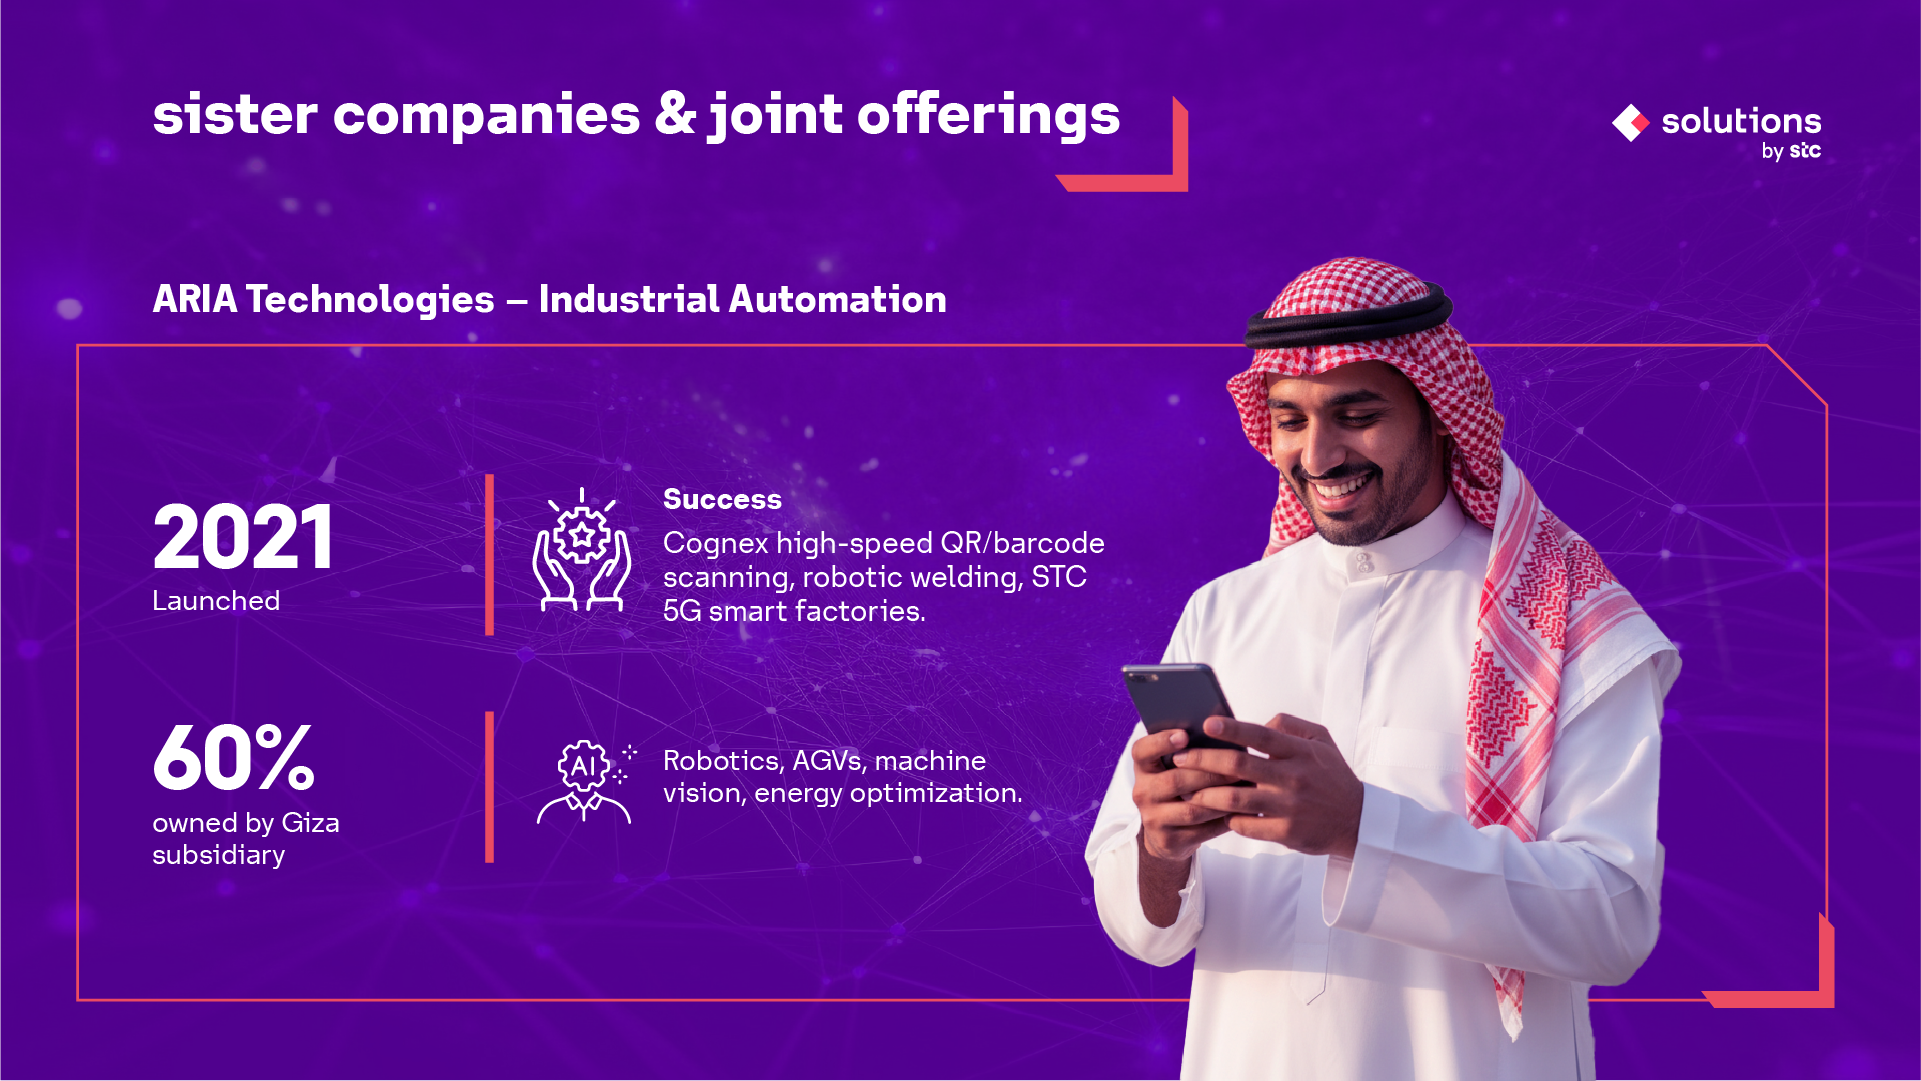 sister companies & joint offerings
solutions
by stc
ARIA Technologies – Industrial Automation
2021
Launched
Success
Cognex high-speed QR/barcode
scanning, robotic welding, STC
5G smart factories.
60%
owned by Giza
subsidiary
AI
Robotics, AGVs, machine
vision, energy optimization.